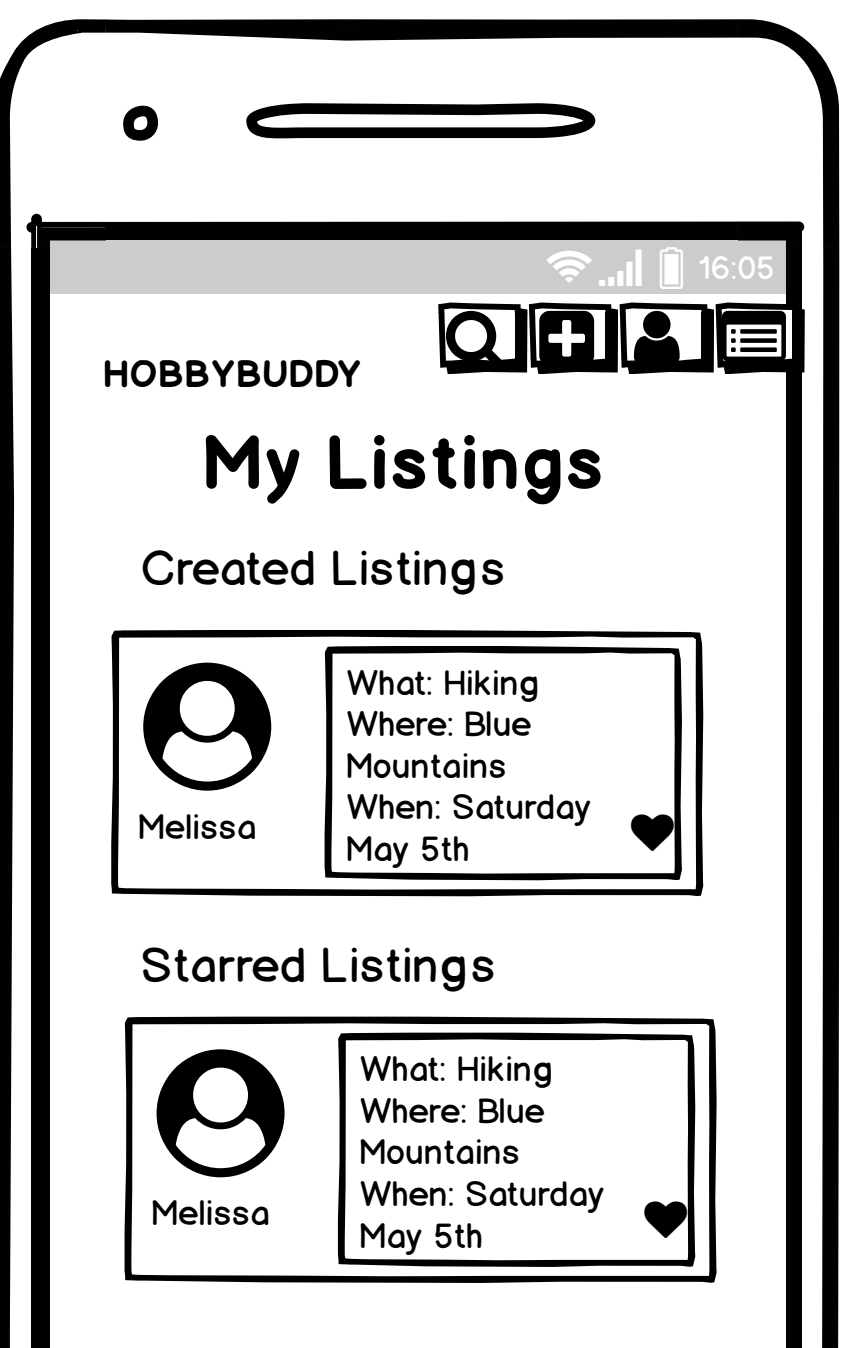 16:05
HOBBYBUDDY
My Listings
Created Listings
What: Hiking
Where: Blue
Mountains
When: Saturday
May 5th
Melissa
Starred Listings
What: Hiking
Where: Blue
Mountains
When: Saturday
May 5th
Melissa